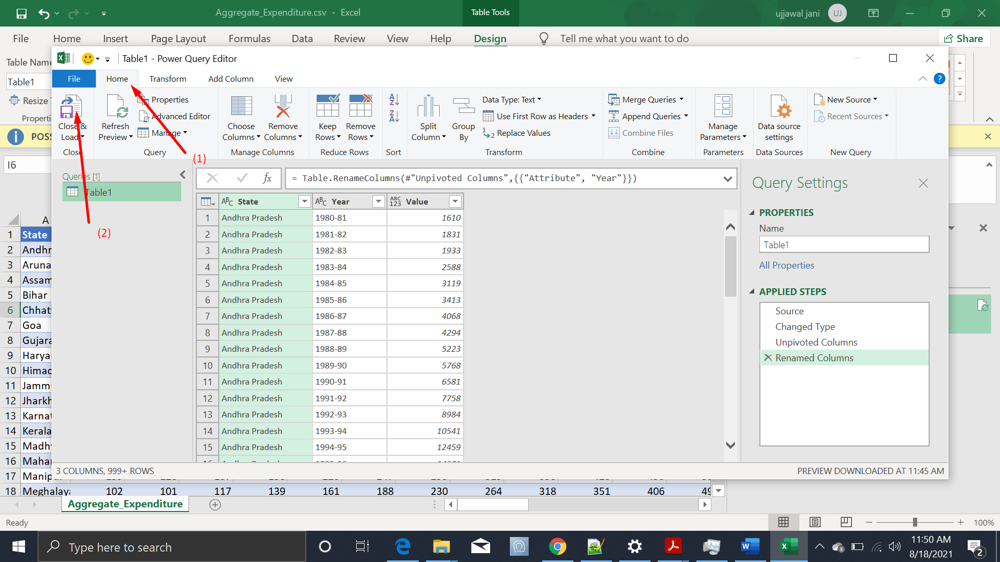 Aggregate_Expenditure.csv - Excel
Table Tools
ujjawal jani
UJ
File Home Insert Page Layout Formulas Data Review View Help Design Tell me what you want to do Share
Table Name
Table1
Resize
Properti
POSS
I6
Table1 - Power Query Editor
File Home Transform Add Column View
Close & Load
Close
Refresh Preview
Properties
Advanced Editor
Manage
Query
Choose Columns
Remove Columns
Manage Columns
Keep Rows
Remove Rows
Reduce Rows
Sort
Split Column
Group By
Data Type: Text
Use First Row as Headers
Replace Values
Transform
Merge Queries
Append Queries
Combine Files
Combine
Manage Parameters
Parameters
Data source settings
Data Sources
New Source
Recent Sources
New Query
(1)
(2)
Queries [1]
Table1
= Table.RenameColumns(#"Unpivoted Columns",{{"Attribute", "Year"}})
State Year Value
1 Andhra Pradesh 1980-81 1610
2 Andhra Pradesh 1981-82 1831
3 Andhra Pradesh 1982-83 1933
4 Andhra Pradesh 1983-84 2588
5 Andhra Pradesh 1984-85 3119
6 Andhra Pradesh 1985-86 3413
7 Andhra Pradesh 1986-87 4068
8 Andhra Pradesh 1987-88 4294
9 Andhra Pradesh 1988-89 5223
10 Andhra Pradesh 1989-90 5768
11 Andhra Pradesh 1990-91 6581
12 Andhra Pradesh 1991-92 7758
13 Andhra Pradesh 1992-93 8984
14 Andhra Pradesh 1993-94 10541
15 Andhra Pradesh 1994-95 12459
Query Settings
PROPERTIES
Name
Table1
All Properties
APPLIED STEPS
Source
Changed Type
Unpivoted Columns
Renamed Columns
3 COLUMNS, 999+ ROWS
PREVIEW DOWNLOADED AT 11:45 AM
A
1 State
2 Andhr
3 Aruna
4 Assam
5 Bihar
6 Chhat
7 Goa
8 Gujara
9 Harya
10 Himac
11 Jamm
12 Jharkh
13 Karnat
14 Kerala
15 Madhy
16 Mahar
17 Manipu
18 Meghalaya 102 101 117 139 161 188 230 264 318 351 406 49
Aggregate_Expenditure
Ready
100%
Type here to search
11:50 AM
8/18/2021
2